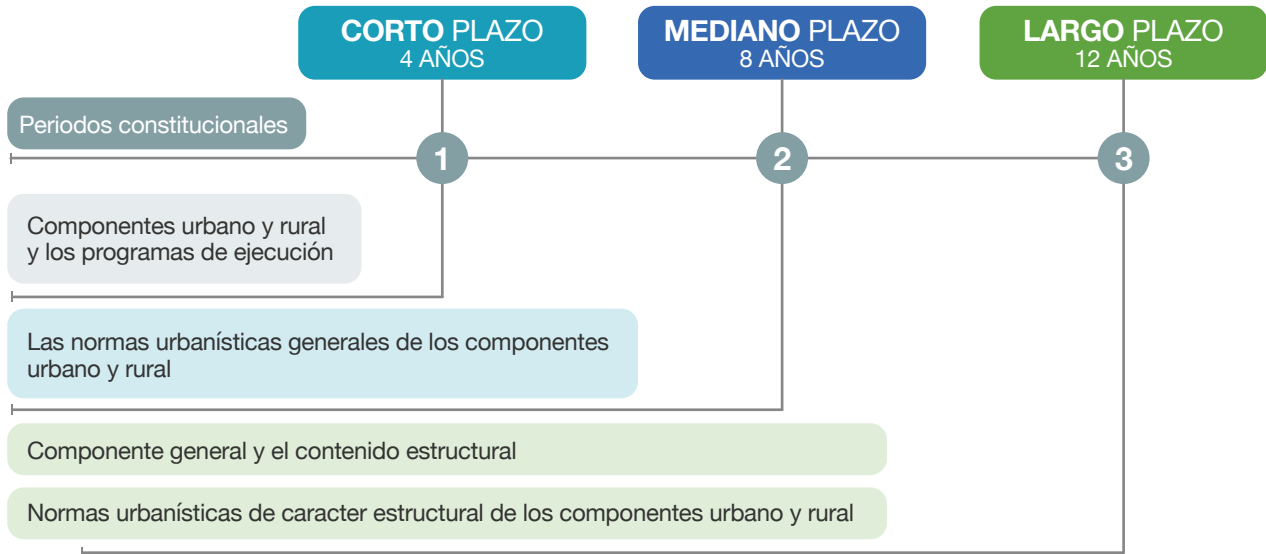 CORTO PLAZO
4 AÑOS
MEDIANO PLAZO
8 AÑOS
LARGO PLAZO
12 AÑOS
Periodos constitucionales
1
2
3
Componentes urbano y rural
y los programas de ejecución
Las normas urbanísticas generales de los componentes
urbano y rural
Componente general y el contenido estructural
Normas urbanísticas de caracter estructural de los componentes urbano y rural